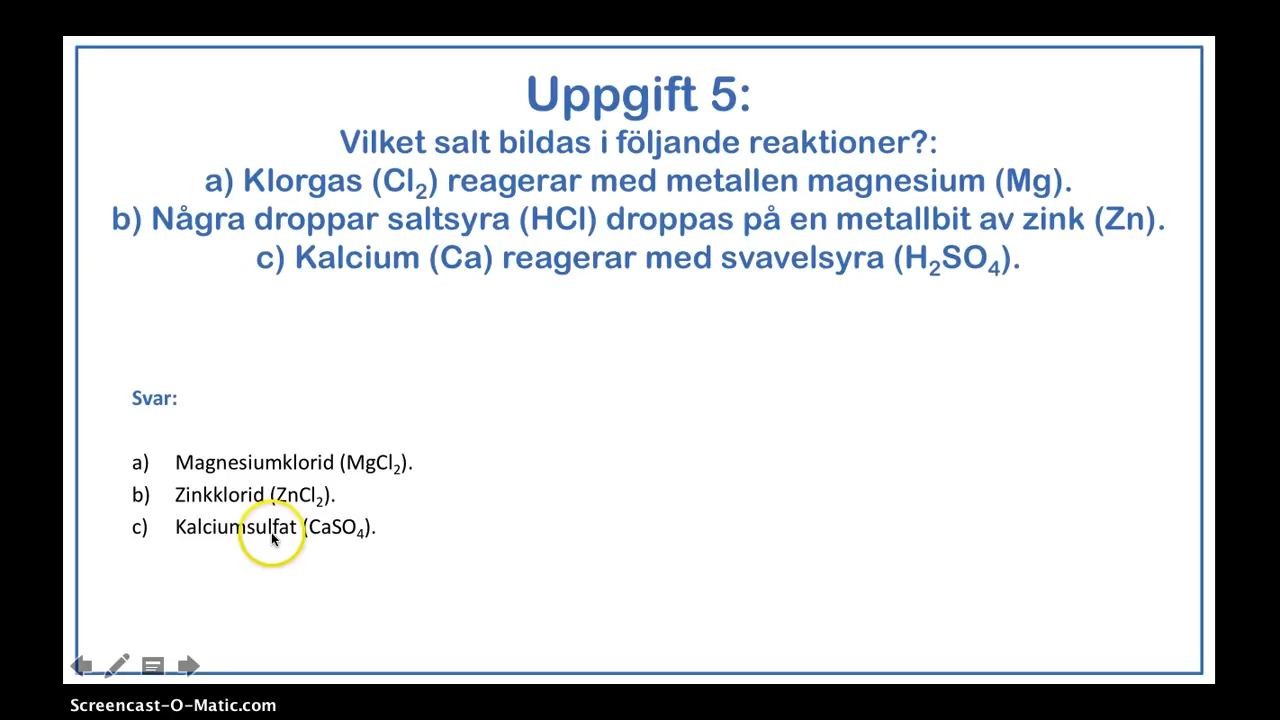 Uppgift 5:
Vilket salt bildas i följande reaktioner?:
a) Klorgas (Cl₂) reagerar med metallen magnesium (Mg).
b) Några droppar saltsyra (HCl) droppas på en metallbit av zink (Zn).
c) Kalcium (Ca) reagerar med svavelsyra (H₂SO₄).
Svar:
a) Magnesiumklorid (MgCl₂).
b) Zinkklorid (ZnCl₂).
c) Kalciumsulfat (CaSO₄).
Screencast-O-Matic.com